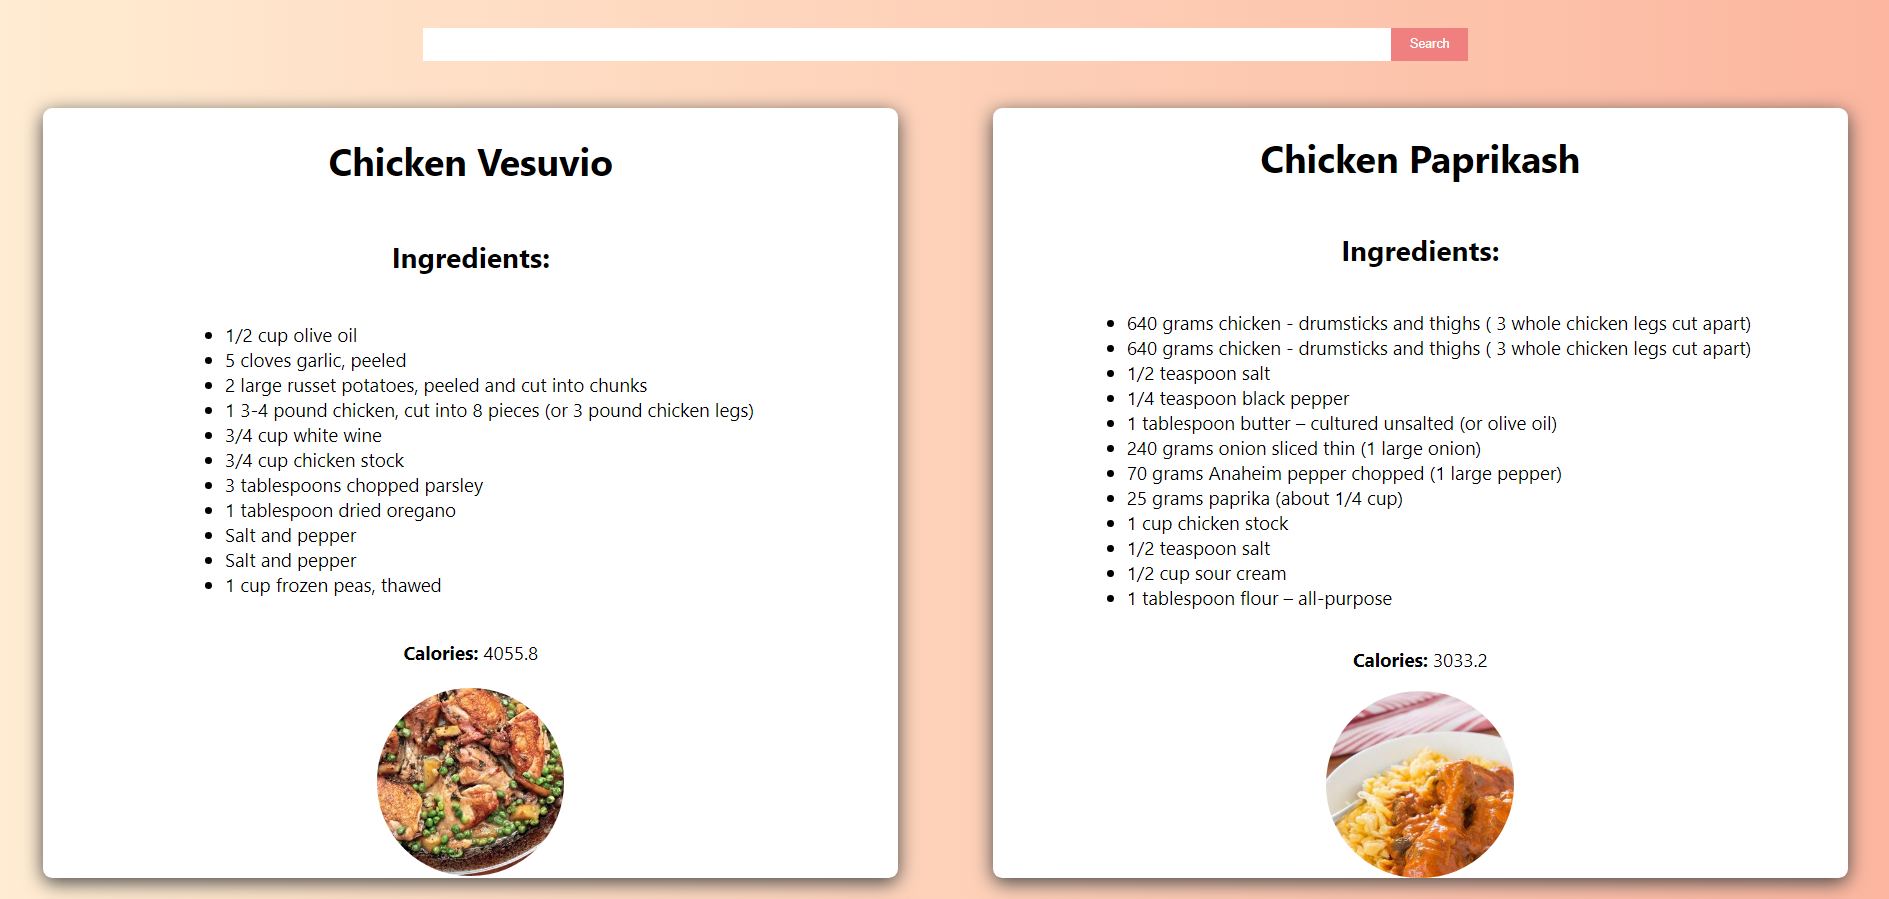 Search
Chicken Vesuvio
Ingredients:
1/2 cup olive oil
5 cloves garlic, peeled
2 large russet potatoes, peeled and cut into chunks
1 3-4 pound chicken, cut into 8 pieces (or 3 pound chicken legs)
3/4 cup white wine
3/4 cup chicken stock
3 tablespoons chopped parsley
1 tablespoon dried oregano
Salt and pepper
Salt and pepper
1 cup frozen peas, thawed
Calories: 4055.8
Chicken Paprikash
Ingredients:
640 grams chicken - drumsticks and thighs ( 3 whole chicken legs cut apart)
640 grams chicken - drumsticks and thighs ( 3 whole chicken legs cut apart)
1/2 teaspoon salt
1/4 teaspoon black pepper
1 tablespoon butter – cultured unsalted (or olive oil)
240 grams onion sliced thin (1 large onion)
70 grams Anaheim pepper chopped (1 large pepper)
25 grams paprika (about 1/4 cup)
1 cup chicken stock
1/2 teaspoon salt
1/2 cup sour cream
1 tablespoon flour – all-purpose
Calories: 3033.2